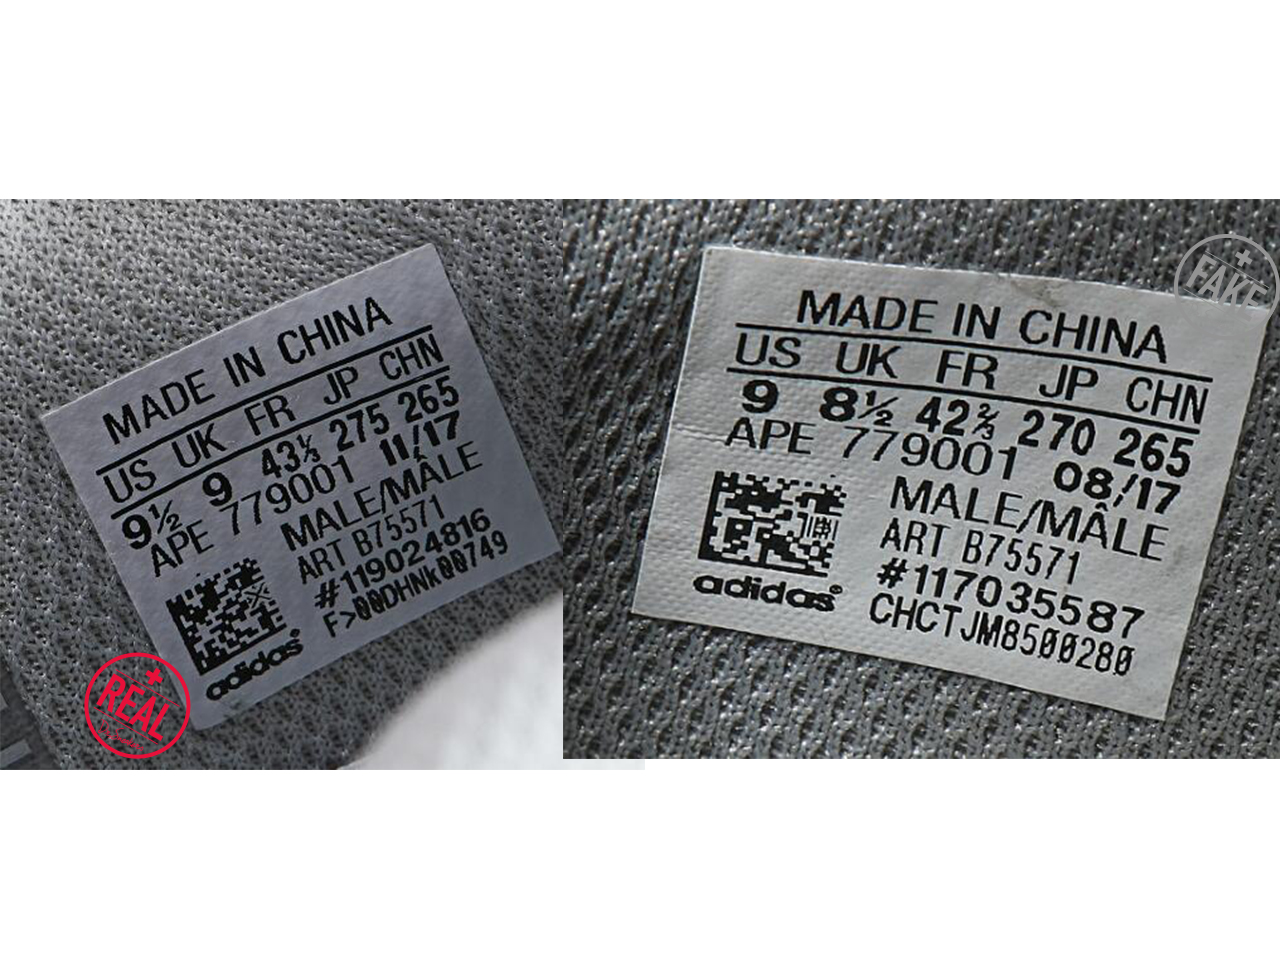 MADE IN CHINA
US UK FR JP CHN
9½ 9 43⅓ 275 265
APE 779001 11/17
MALE/MÂLE
ART B75571
#119024816
F>00DHNk00749
adidas®
REAL
MADE IN CHINA
US UK FR JP CHN
9 8½ 42⅔ 270 265
APE 779001 08/17
MALE/MÂLE
ART B75571
#117035587
CHCTJM8500280
adidas®
FAKE